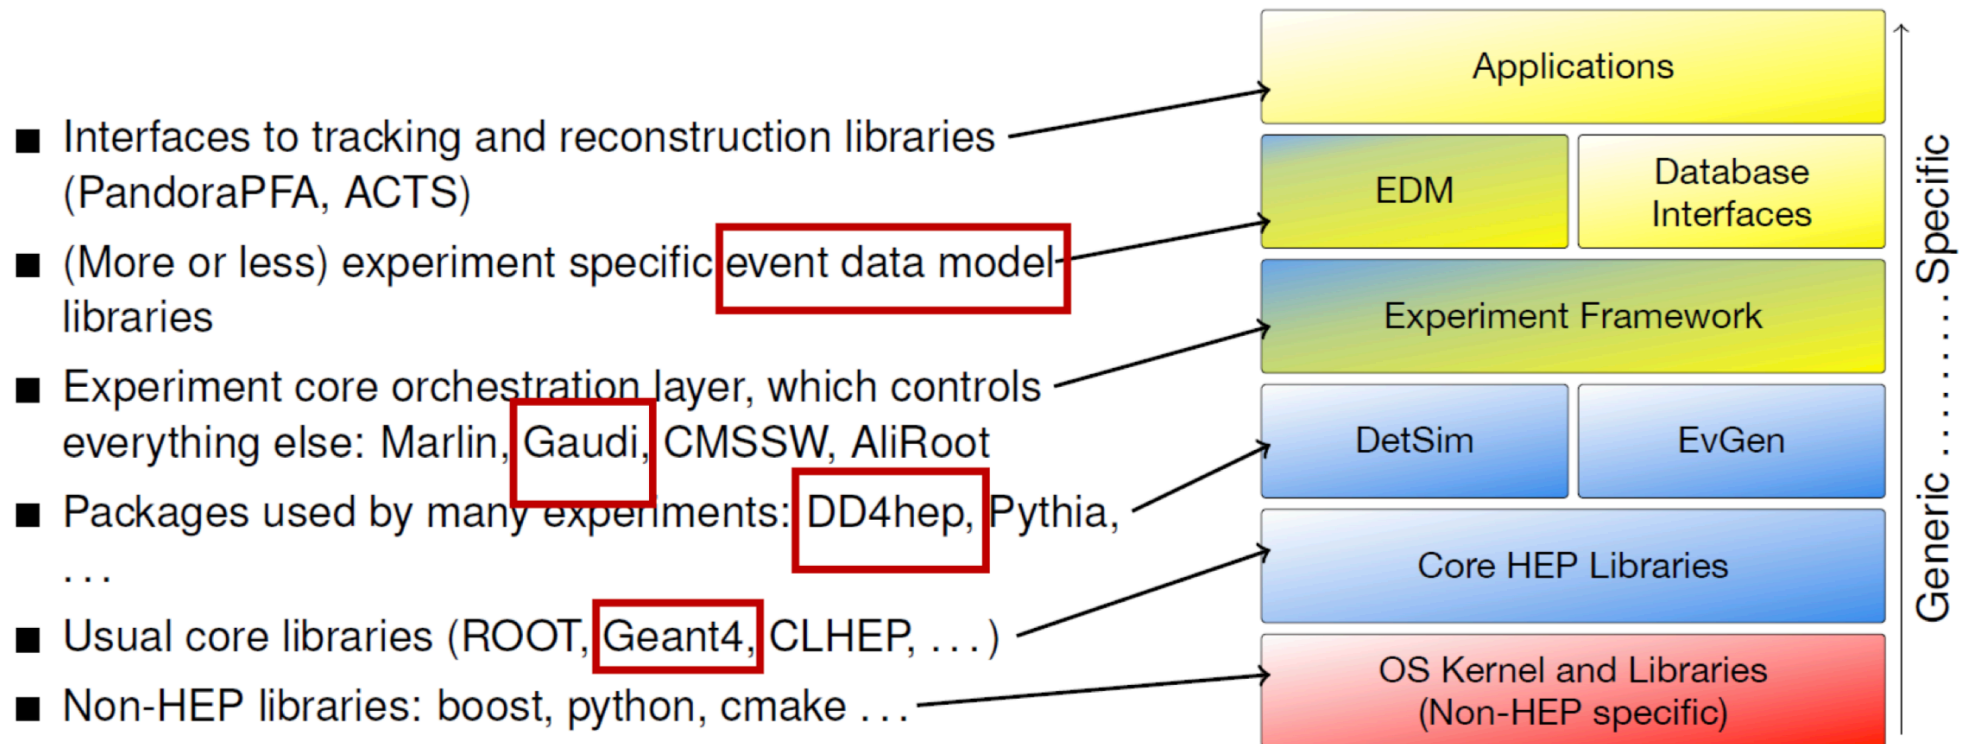 ■ Interfaces to tracking and reconstruction libraries
(PandoraPFA, ACTS)
■ (More or less) experiment specific event data model
libraries
■ Experiment core orchestration layer, which controls
everything else: Marlin, Gaudi, CMSSW, AliRoot
■ Packages used by many experiments: DD4hep, Pythia,
...
■ Usual core libraries (ROOT, Geant4, CLHEP, ...)
■ Non-HEP libraries: boost, python, cmake ...
Applications
EDM
Database
Interfaces
Experiment Framework
DetSim
EvGen
Core HEP Libraries
OS Kernel and Libraries
(Non-HEP specific)
Generic ........... Specific